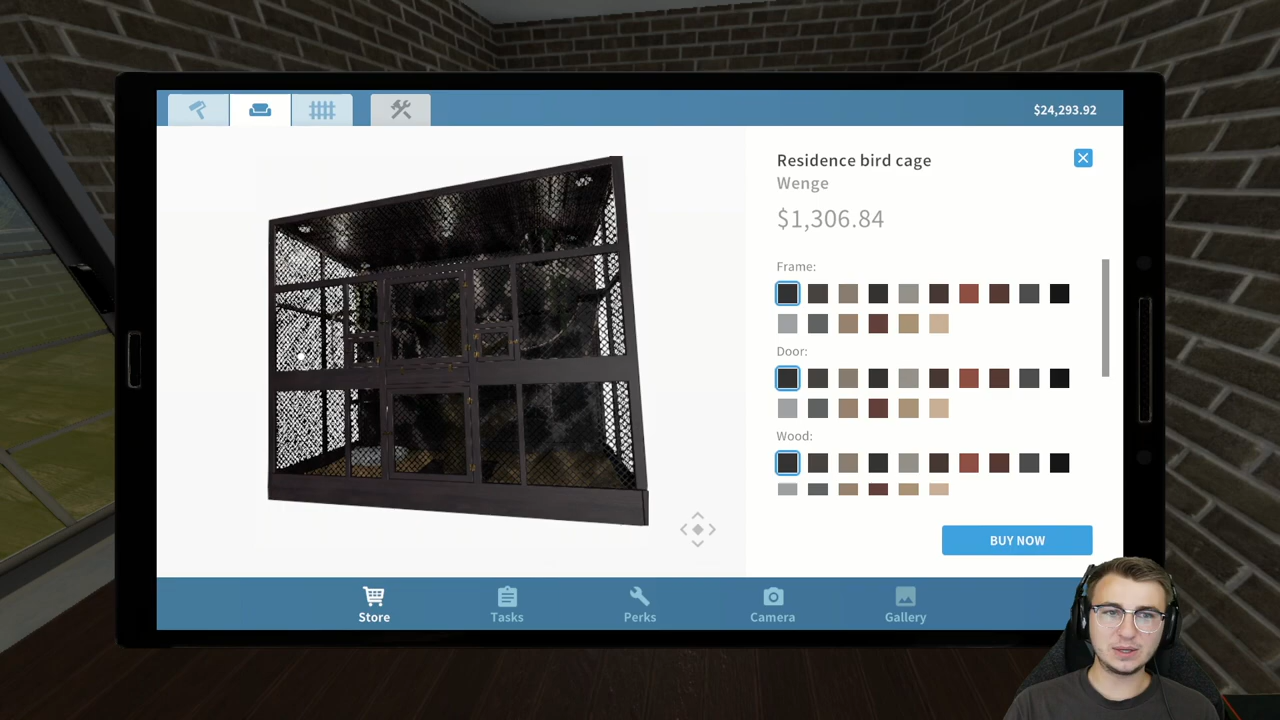 $24,293.92
Residence bird cage
Wenge
$1,306.84
Frame:
Door:
Wood:
BUY NOW
Store
Tasks
Perks
Camera
Gallery